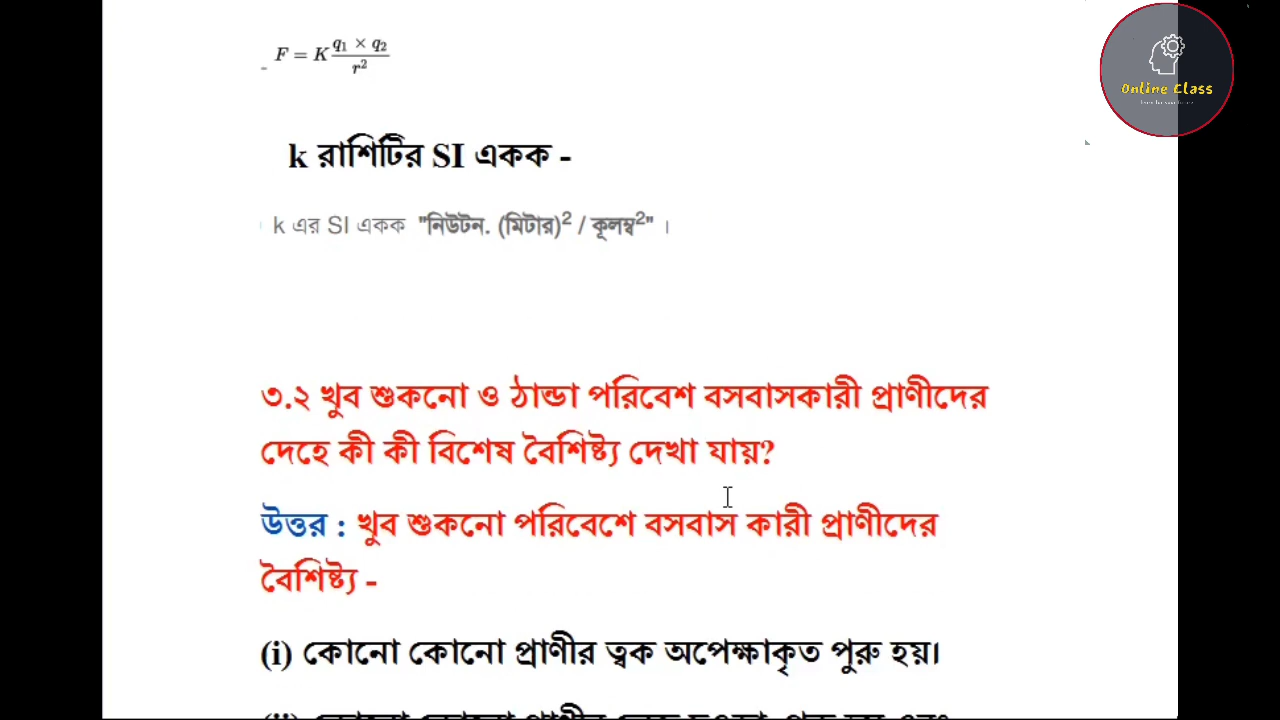 F = K q₁ × q₂ / r²
Online Class
k রাশিটির SI একক -
k এর SI একক "নিউটন. (মিটার)² / কূলম্ব²" ।
৩.২ খুব শুকনো ও ঠান্ডা পরিবেশ বসবাসকারী প্রাণীদের
দেহে কী কী বিশেষ বৈশিষ্ট্য দেখা যায়?
উত্তর : খুব শুকনো পরিবেশে বসবাস কারী প্রাণীদের
বৈশিষ্ট্য -
(i) কোনো কোনো প্রাণীর ত্বক অপেক্ষাকৃত পুরু হয়।